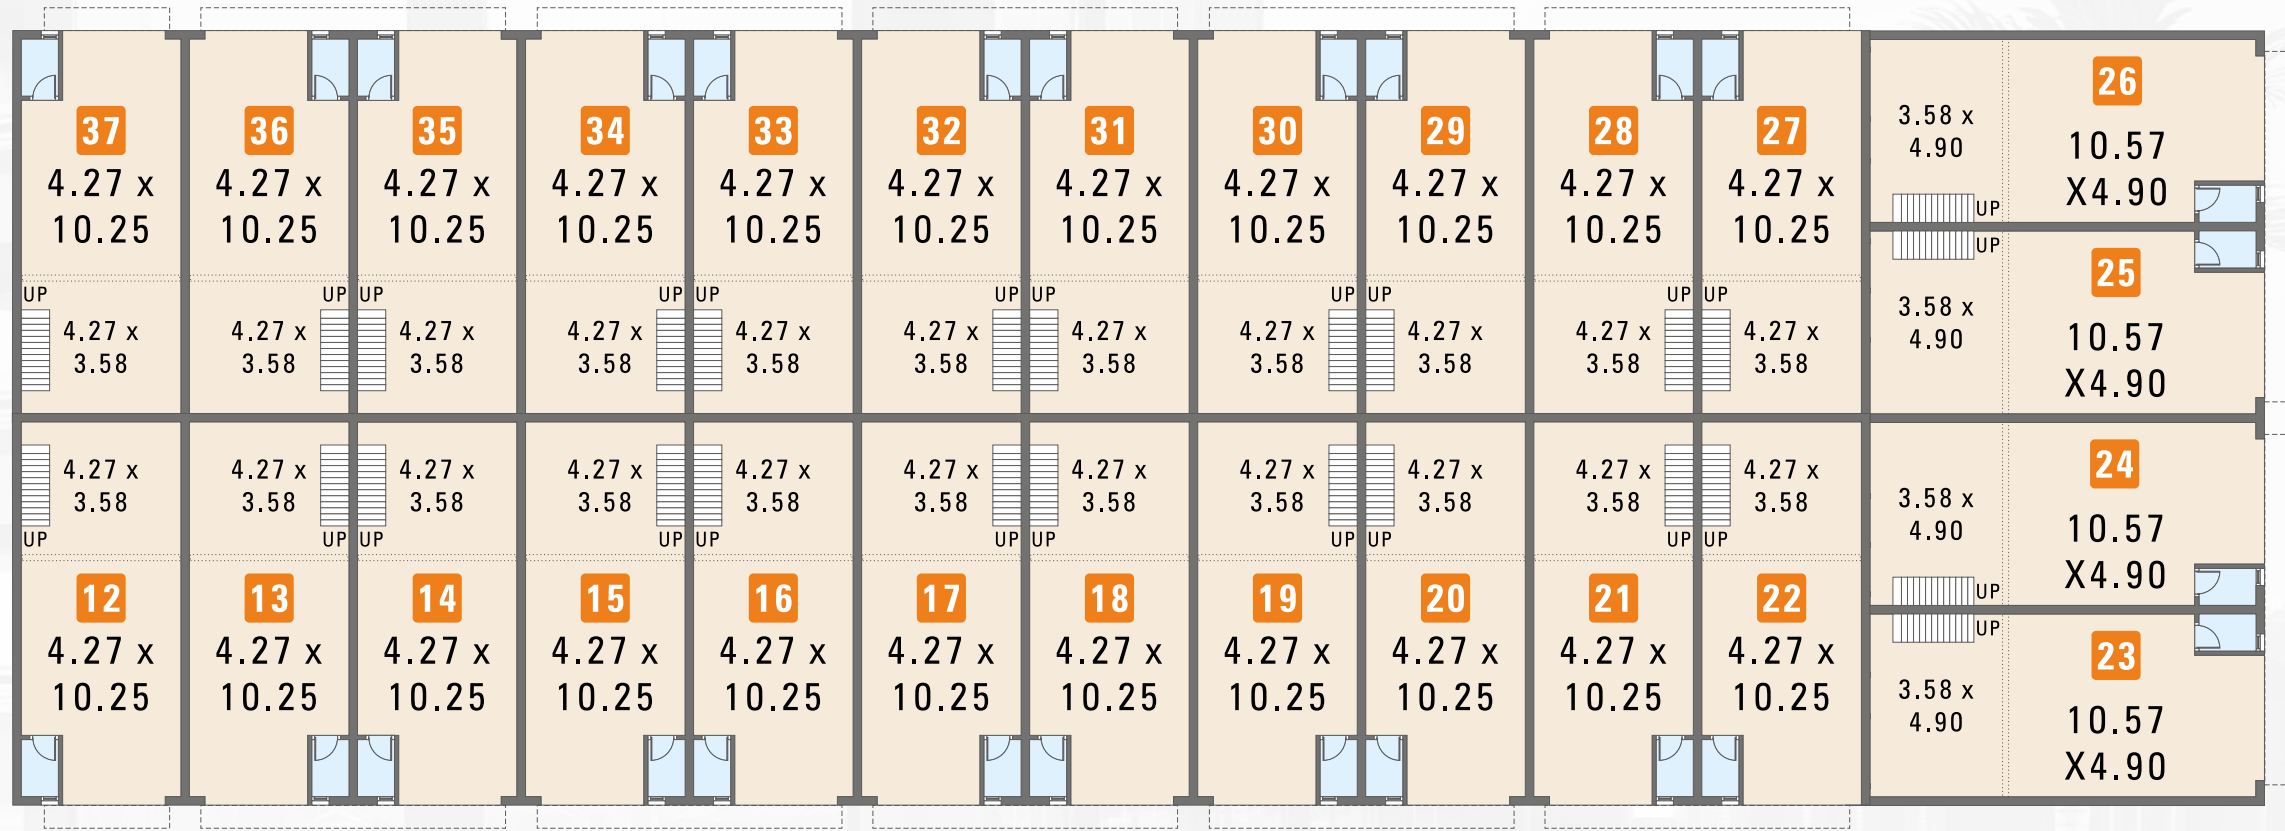 37
4.27 x
10.25
36
4.27 x
10.25
35
4.27 x
10.25
34
4.27 x
10.25
33
4.27 x
10.25
32
4.27 x
10.25
31
4.27 x
10.25
30
4.27 x
10.25
29
4.27 x
10.25
28
4.27 x
10.25
27
4.27 x
10.25
UP
4.27 x
3.58
UP
4.27 x
3.58
UP
4.27 x
3.58
UP
4.27 x
3.58
UP
4.27 x
3.58
UP
4.27 x
3.58
UP
4.27 x
3.58
UP
4.27 x
3.58
UP
4.27 x
3.58
UP
4.27 x
3.58
UP
4.27 x
3.58
3.58 x
4.90
UP
26
10.57
X4.90
UP
3.58 x
4.90
25
10.57
X4.90
4.27 x
3.58
UP
4.27 x
3.58
UP
4.27 x
3.58
UP
4.27 x
3.58
UP
4.27 x
3.58
UP
4.27 x
3.58
UP
4.27 x
3.58
UP
4.27 x
3.58
UP
4.27 x
3.58
UP
4.27 x
3.58
UP
4.27 x
3.58
UP
12
4.27 x
10.25
13
4.27 x
10.25
14
4.27 x
10.25
15
4.27 x
10.25
16
4.27 x
10.25
17
4.27 x
10.25
18
4.27 x
10.25
19
4.27 x
10.25
20
4.27 x
10.25
21
4.27 x
10.25
22
4.27 x
10.25
3.58 x
4.90
UP
24
10.57
X4.90
UP
3.58 x
4.90
23
10.57
X4.90